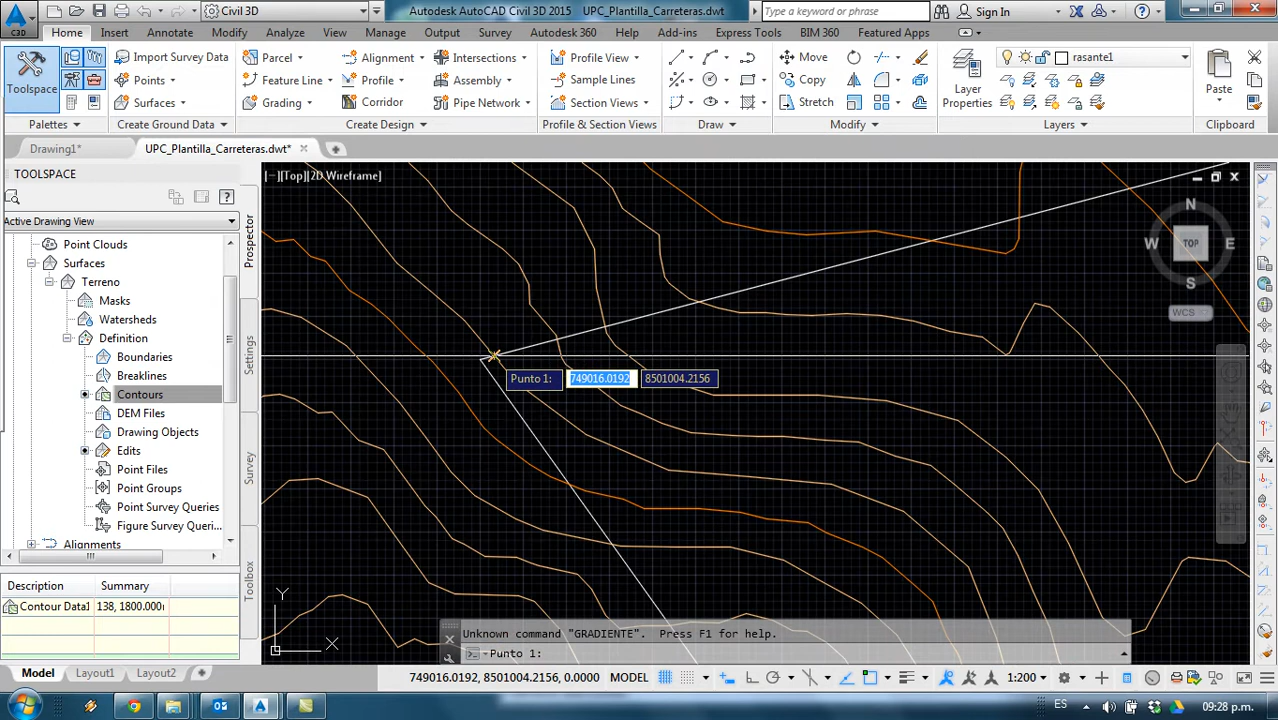 C3D
Civil 3D
Autodesk AutoCAD Civil 3D 2015 UPC_Plantilla_Carreteras.dwt
Type a keyword or phrase
Sign In
Home Insert Annotate Modify Analyze View Manage Output Survey Autodesk 360 Help Add-ins Express Tools BIM 360 Featured Apps
Toolspace
Import Survey Data
Points
Surfaces
Parcel
Feature Line
Grading
Alignment
Profile
Corridor
Intersections
Assembly
Pipe Network
Profile View
Sample Lines
Section Views
Move
Copy
Stretch
Layer
Properties
rasante1
Paste
Palettes Create Ground Data Create Design Profile & Section Views Draw Modify Layers Clipboard
Drawing1* UPC_Plantilla_Carreteras.dwt*
TOOLSPACE
Active Drawing View
Point Clouds
Surfaces
Terreno
Masks
Watersheds
Definition
Boundaries
Breaklines
Contours
DEM Files
Drawing Objects
Edits
Point Files
Point Groups
Point Survey Queries
Figure Survey Queri...
Alignments
Description Summary
Contour Data1 138, 1800.000
Prospector
Settings
Survey
Toolbox
[−][Top][2D Wireframe]
N
W TOP E
S
WCS
Punto 1: 749016.0192 8501004.2156
Y
X
Unknown command "GRADIENTE". Press F1 for help.
Punto 1:
Model Layout1 Layout2
749016.0192, 8501004.2156, 0.0000 MODEL
1:200
ES
09:28 p.m.